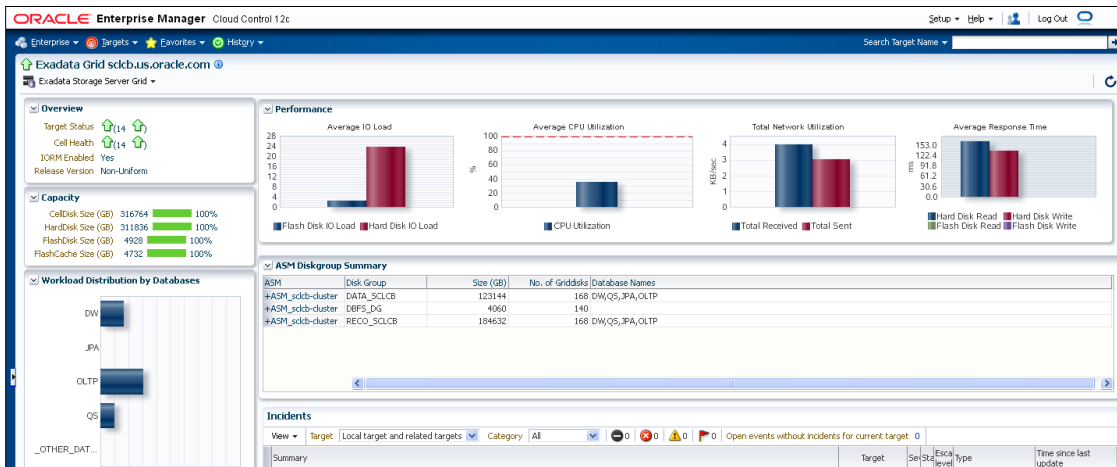 ORACLE Enterprise Manager Cloud Control 12c
Setup Help Log Out
Enterprise Targets Favorites History
Search Target Name
Exadata Grid sclcb.us.oracle.com
Exadata Storage Server Grid
Overview
Target Status (14 )
Cell Health (14 )
IORM Enabled Yes
Release Version Non-Uniform
Capacity
CellDisk Size (GB) 316764 100%
HardDisk Size (GB) 311836 100%
FlashDisk Size (GB) 4928 100%
FlashCache Size (GB) 4732 100%
Workload Distribution by Databases
DW
JPA
OLTP
QS
_OTHER_DAT...
Performance
Average IO Load
28
24
20
16
12
8
4
0
Flash Disk IO Load Hard Disk IO Load
Average CPU Utilization
%
100
80
60
40
20
0
CPU Utilization
Total Network Utilization
KB/sec
4
3
2
1
0
Total Received Total Sent
Average Response Time
ms
153.0
122.4
91.8
61.2
30.6
0.0
Hard Disk Read Hard Disk Write
Flash Disk Read Flash Disk Write
ASM Diskgroup Summary
ASM Disk Group Size (GB) No. of Griddisks Database Names
+ASM_sclcb-cluster DATA_SCLCB 123144 168 DW,QS,JPA,OLTP
+ASM_sclcb-cluster DBFS_DG 4060 140
+ASM_sclcb-cluster RECO_SCLCB 184632 168 DW,QS,JPA,OLTP
Incidents
View Target Local target and related targets Category All 0 0 0 0 Open events without incidents for current target 0
Summary Target Sev Sta Esca level Type Time since last update